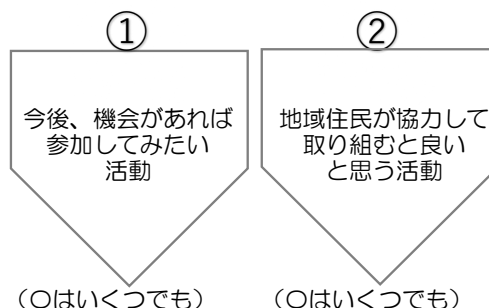 ①
今後、機会があれば
参加してみたい
活動
（○はいくつでも）
②
地域住民が協力して
取り組むと良い
と思う活動
（○はいくつでも）